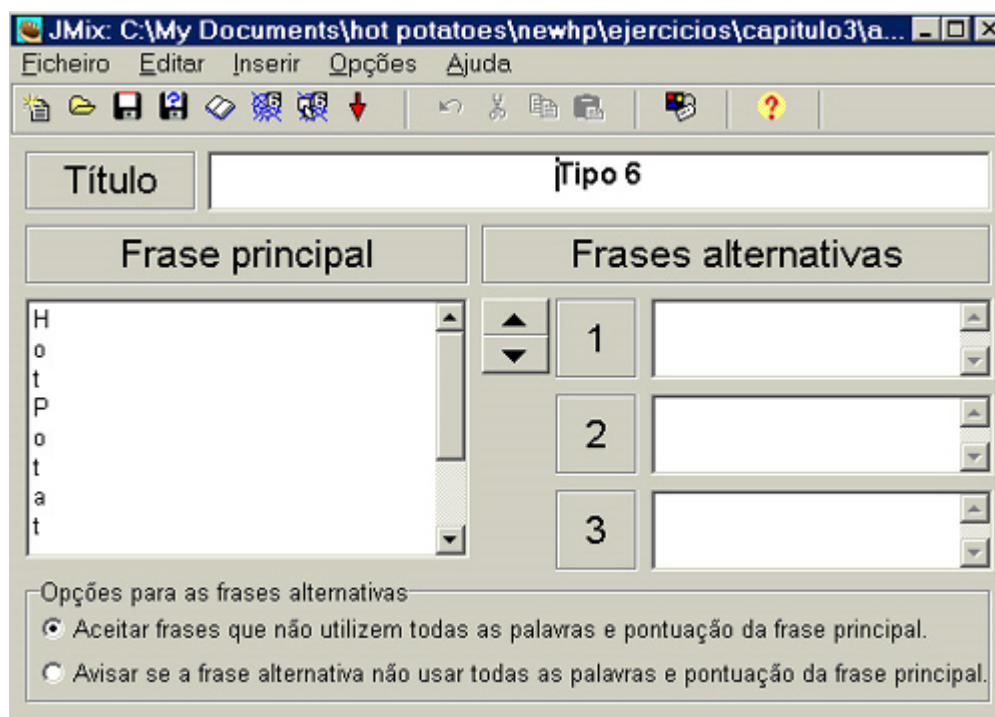 JMix: C:\My Documents\hot potatoes\newhp\ejercicios\capitulo3\a...
Ficheiro Editar Inserir Opções Ajuda
Título
Tipo 6
Frase principal
Frases alternativas
H
o
t
P
o
t
a
t
1
2
3
Opções para as frases alternativas
Aceitar frases que não utilizem todas as palavras e pontuação da frase principal.
Avisar se a frase alternativa não usar todas as palavras e pontuação da frase principal.